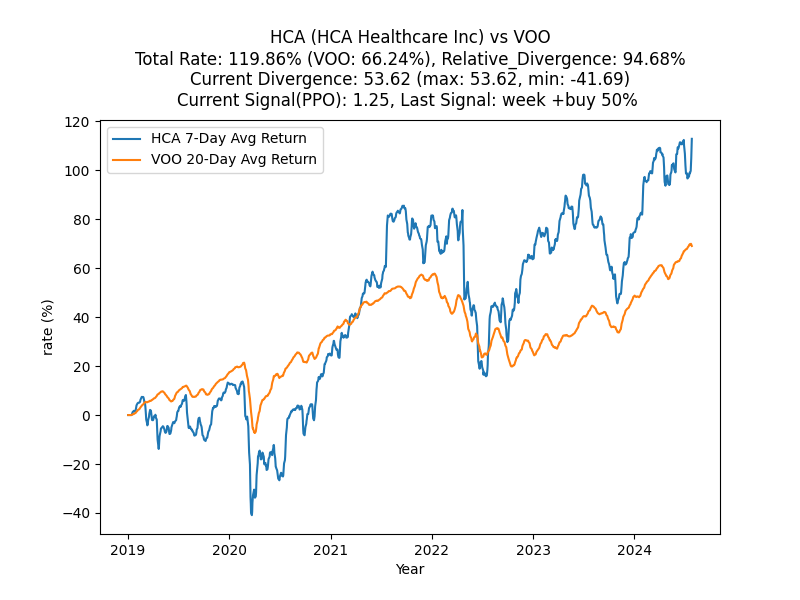 HCA (HCA Healthcare Inc) vs VOO
Total Rate: 119.86% (VOO: 66.24%), Relative_Divergence: 94.68%
Current Divergence: 53.62 (max: 53.62, min: -41.69)
Current Signal(PPO): 1.25, Last Signal: week +buy 50%
HCA 7-Day Avg Return
VOO 20-Day Avg Return
rate (%)
120
100
80
60
40
20
0
−20
−40
2019
2020
2021
2022
2023
2024
Year